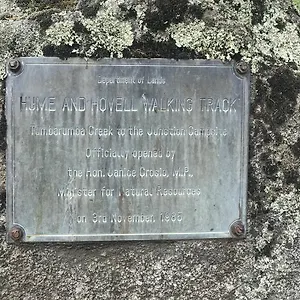 Department of Lands
HUME AND HOVELL WALKING TRACK
Tumbarumba Creek to the Junction Campsite
Officially opened by
the Hon. Janice Crosio, M.P.,
Minister for Natural Resources
on 3rd November,